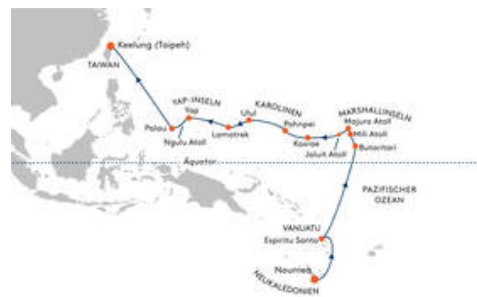 Keelung (Taipeh)
TAIWAN
YAP-INSELN
Yap
KAROLINEN
Ulul
MARSHALLINSELN
Majuro Atoll
Pohnpei
Mili Atoll
Palau
Lamotrek
Kosrae
Ngulu Atoll
Jaluit Atoll
Butaritari
Äquator
PAZIFISCHER
OZEAN
VANUATU
Espiritu Santo
Nouméa
NEUKALEDONIEN